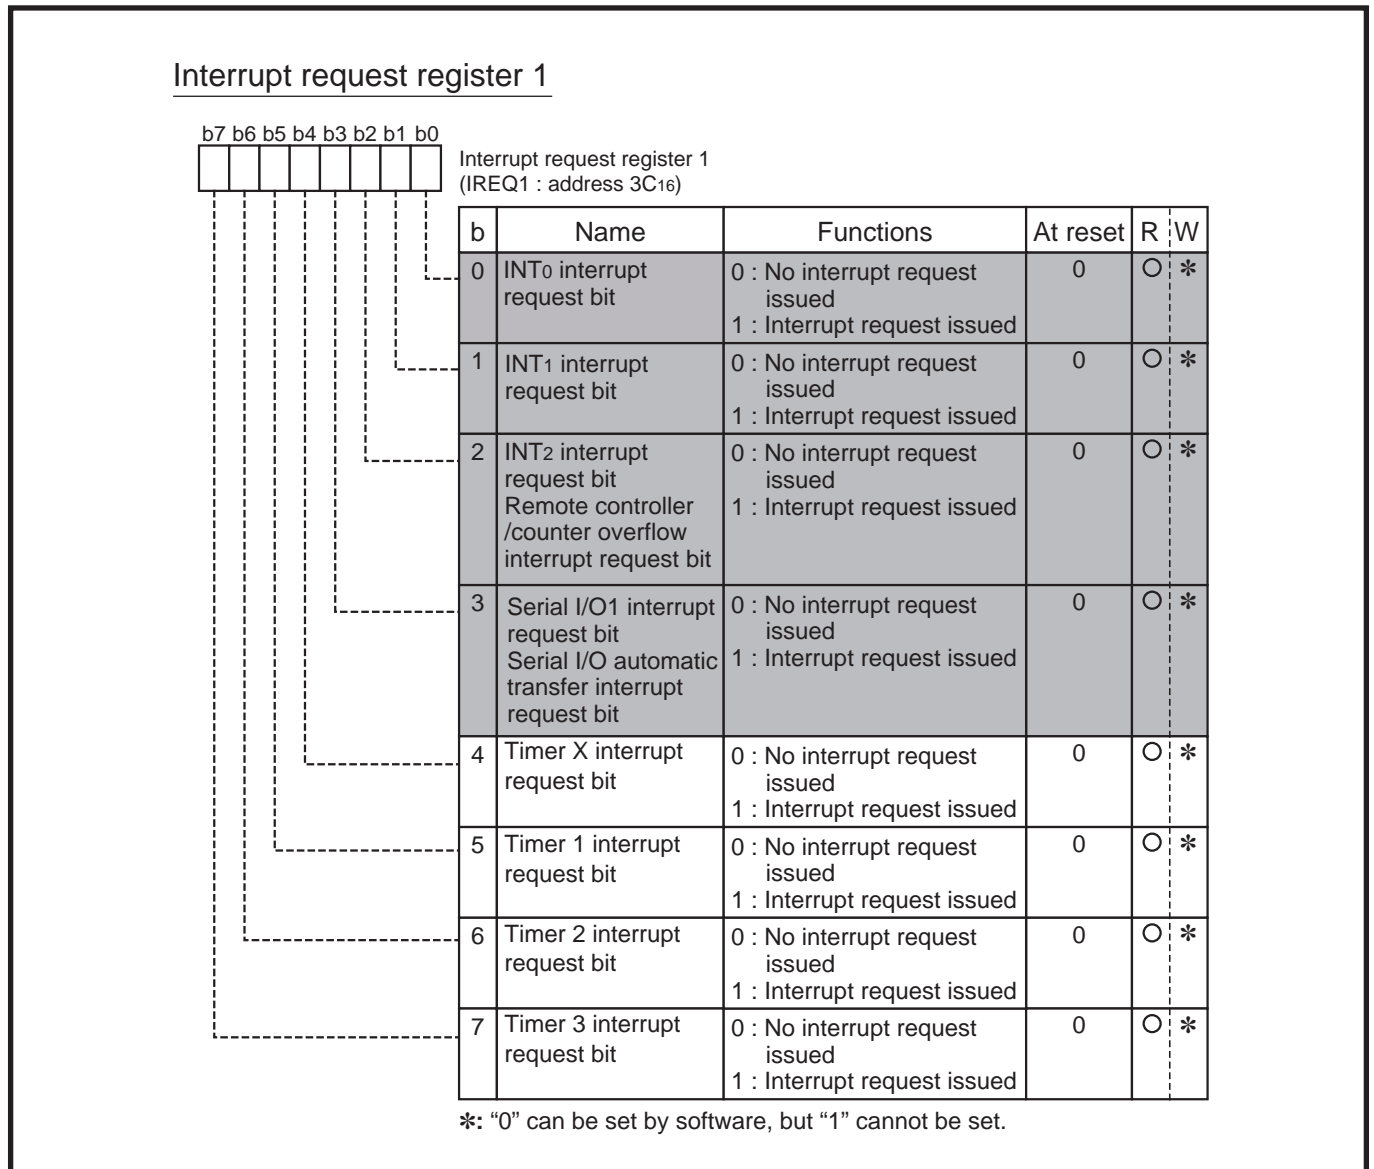 Interrupt request register 1
b7 b6 b5 b4 b3 b2 b1 b0
Interrupt request register 1
(IREQ1 : address 3C16)
b Name Functions At reset R W
0 INT0 interrupt request bit 0 : No interrupt request issued 1 : Interrupt request issued 0 O ✻
1 INT1 interrupt request bit 0 : No interrupt request issued 1 : Interrupt request issued 0 O ✻
2 INT2 interrupt request bit Remote controller /counter overflow interrupt request bit 0 : No interrupt request issued 1 : Interrupt request issued 0 O ✻
3 Serial I/O1 interrupt request bit Serial I/O automatic transfer interrupt request bit 0 : No interrupt request issued 1 : Interrupt request issued 0 O ✻
4 Timer X interrupt request bit 0 : No interrupt request issued 1 : Interrupt request issued 0 O ✻
5 Timer 1 interrupt request bit 0 : No interrupt request issued 1 : Interrupt request issued 0 O ✻
6 Timer 2 interrupt request bit 0 : No interrupt request issued 1 : Interrupt request issued 0 O ✻
7 Timer 3 interrupt request bit 0 : No interrupt request issued 1 : Interrupt request issued 0 O ✻
✻: “0” can be set by software, but “1” cannot be set.